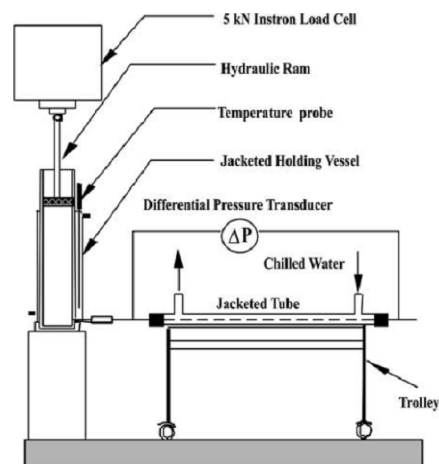 5 kN Instron Load Cell
Hydraulic Ram
Temperature probe
Jacketed Holding Vessel
Differential Pressure Transducer
ΔP
Chilled Water
Jacketed Tube
Trolley